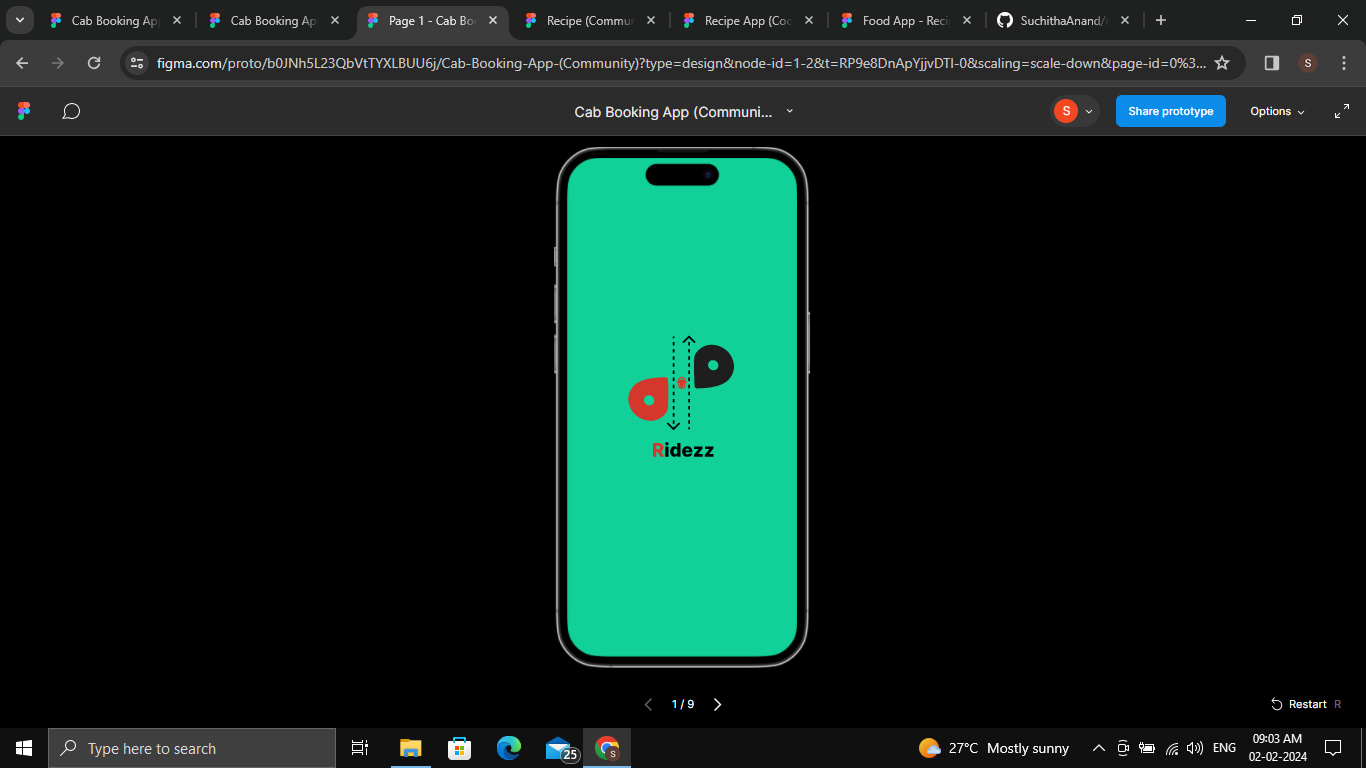 Cab Booking Ap
Cab Booking Ap
Page 1 - Cab Bo
Recipe (Commu
Recipe App (Coo
Food App - Reci
SuchithaAnand/
figma.com/proto/b0JNh5L23QbVtTYXLBUU6j/Cab-Booking-App-(Community)?type=design&node-id=1-2&t=RP9e8DnApYjjvDTl-0&scaling=scale-down&page-id=0%3...
S
Cab Booking App (Communi...
S
Share prototype
Options
Ridezz
1 / 9
Restart R
Type here to search
25
S
27°C Mostly sunny
ENG
09:03 AM
02-02-2024